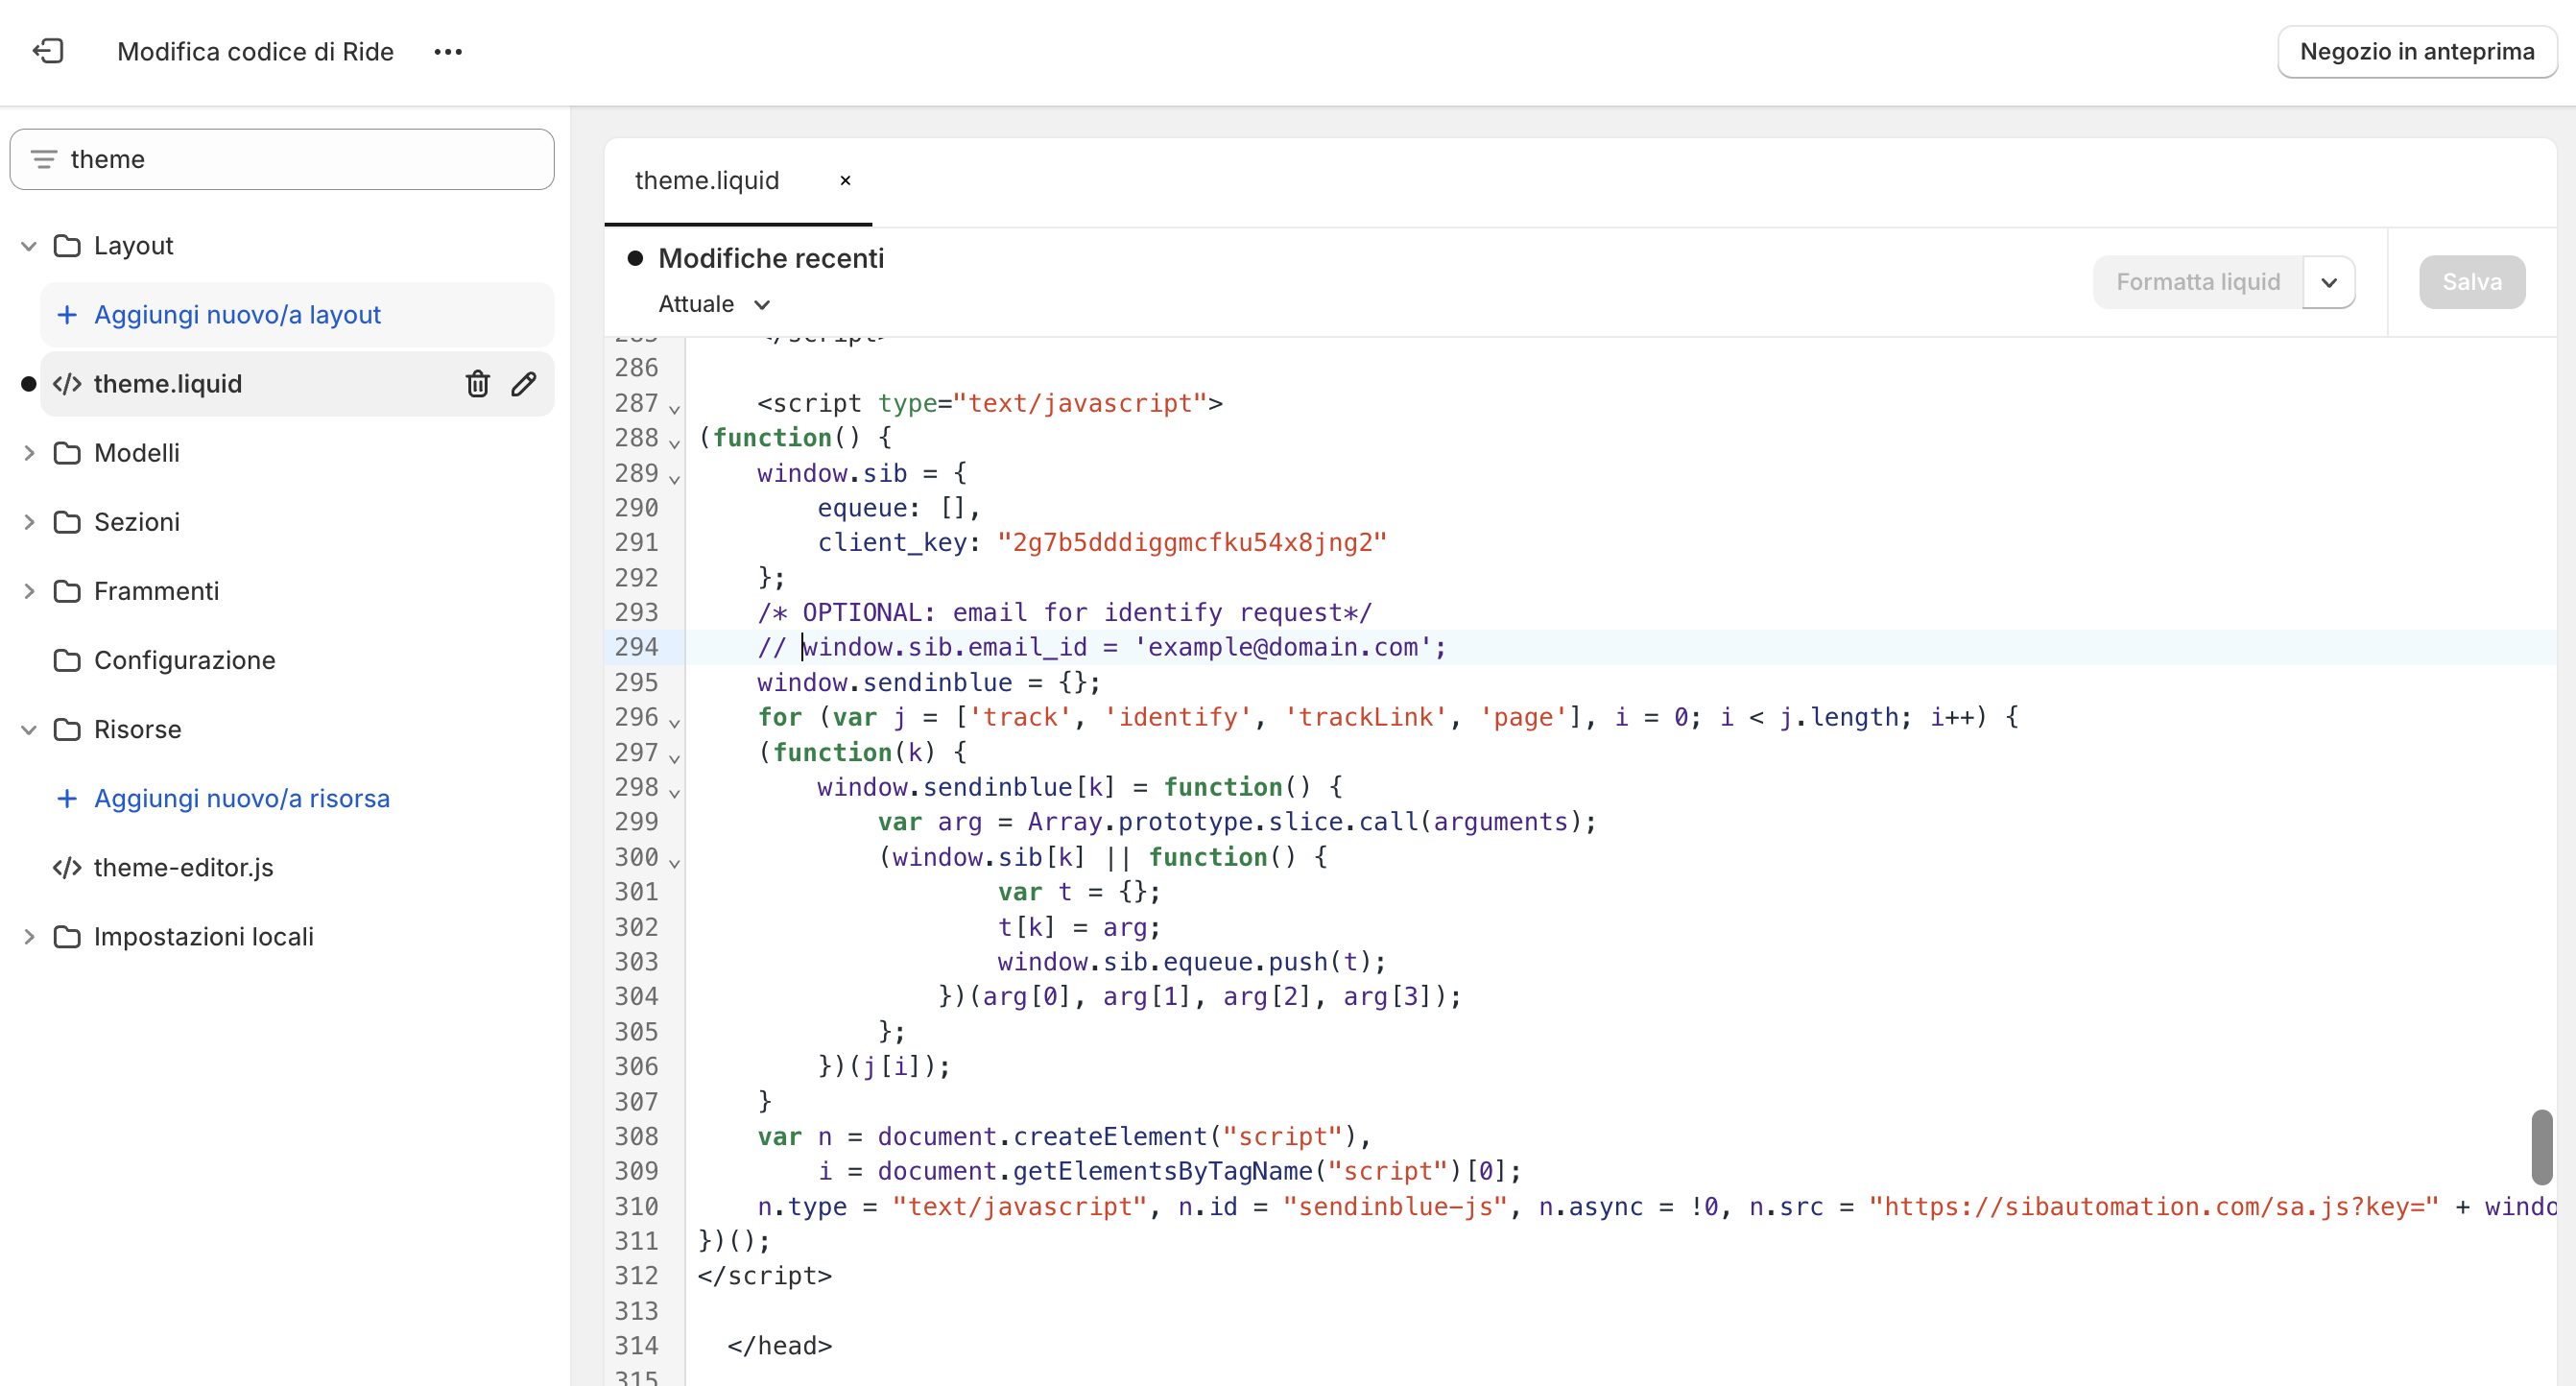 Modifica codice di Ride
Negozio in anteprima
theme
Layout
Aggiungi nuovo/a layout
theme.liquid
Modelli
Sezioni
Frammenti
Configurazione
Risorse
Aggiungi nuovo/a risorsa
theme-editor.js
Impostazioni locali
theme.liquid
Modifiche recenti
Attuale
Formatta liquid
Salva
285 </script>
286
287 <script type="text/javascript">
288 (function() {
289 window.sib = {
290 equeue: [],
291 client_key: "2g7b5dddiggmcfku54x8jng2"
292 };
293 /* OPTIONAL: email for identify request*/
294 // window.sib.email_id = 'example@domain.com';
295 window.sendinblue = {};
296 for (var j = ['track', 'identify', 'trackLink', 'page'], i = 0; i < j.length; i++) {
297 (function(k) {
298 window.sendinblue[k] = function() {
299 var arg = Array.prototype.slice.call(arguments);
300 (window.sib[k] || function() {
301 var t = {};
302 t[k] = arg;
303 window.sib.equeue.push(t);
304 })(arg[0], arg[1], arg[2], arg[3]);
305 };
306 })(j[i]);
307 }
308 var n = document.createElement("script"),
309 i = document.getElementsByTagName("script")[0];
310 n.type = "text/javascript", n.id = "sendinblue-js", n.async = !0, n.src = "https://sibautomation.com/sa.js?key=" + windo
311 })();
312 </script>
313
314 </head>
315